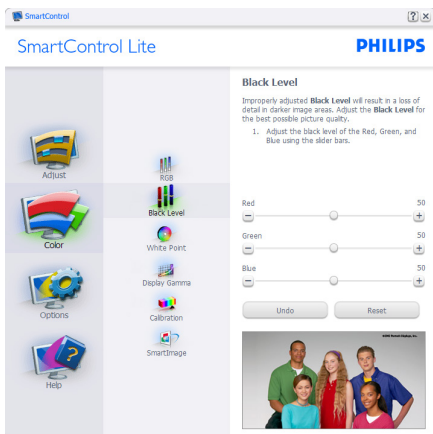 SmartControl
SmartControl Lite
PHILIPS
Adjust
Color
Options
Help
RGB
Black Level
White Point
Display Gamma
Calibration
SmartImage
Black Level
Improperly adjusted Black Level will result in a loss of
detail in darker image areas. Adjust the Black Level for
the best possible picture quality.
1. Adjust the black level of the Red, Green, and
Blue using the slider bars.
Red 50
Green 50
Blue 50
Undo Reset